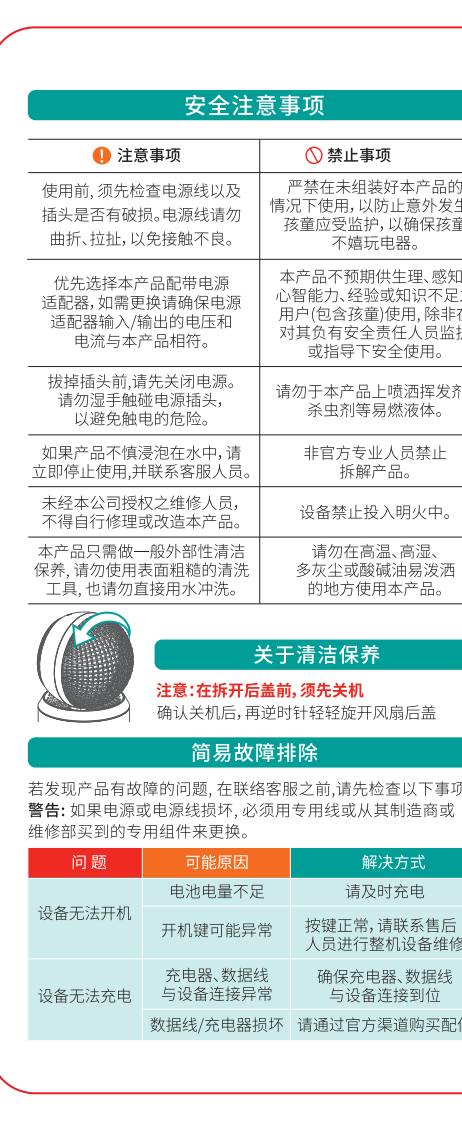 安全注意事项
注意事项
禁止事项
使用前, 须先检查电源线以及
插头是否有破损。电源线请勿
曲折、拉扯, 以免接触不良。
严禁在未组装好本产品的
情况下使用, 以防止意外发生
孩童应受监护, 以确保孩童
不嬉玩电器。
优先选择本产品配带电源
适配器, 如需更换请确保电源
适配器输入/输出的电压和
电流与本产品相符。
本产品不预期供生理、感知
心智能力、经验或知识不足
用户(包含孩童)使用, 除非
对其负有安全责任人员监护
或指导下安全使用。
拔掉插头前,请先关闭电源。
请勿湿手触碰电源插头,
以避免触电的危险。
请勿于本产品上喷洒挥发剂
杀虫剂等易燃液体。
如果产品不慎浸泡在水中, 请
立即停止使用,并联系客服人员。
非官方专业人员禁止
拆解产品。
未经本公司授权之维修人员,
不得自行修理或改造本产品。
设备禁止投入明火中。
本产品只需做一般外部性清洁
保养, 请勿使用表面粗糙的清洗
工具, 也请勿直接用水冲洗。
请勿在高温、高湿、
多灰尘或酸碱油易泼洒
的地方使用本产品。
关于清洁保养
注意:在拆开后盖前, 须先关机
确认关机后, 再逆时针轻轻旋开风扇后盖
简易故障排除
若发现产品有故障的问题, 在联络客服之前,请先检查以下事项
警告: 如果电源或电源线损坏, 必须用专用线或从其制造商或
维修部买到的专用组件来更换。
问 题
可能原因
解决方式
设备无法开机
电池电量不足
请及时充电
开机键可能异常
按键正常, 请联系售后
人员进行整机设备维修
设备无法充电
充电器、数据线
与设备连接异常
确保充电器、数据线
与设备连接到位
数据线/充电器损坏
请通过官方渠道购买配件